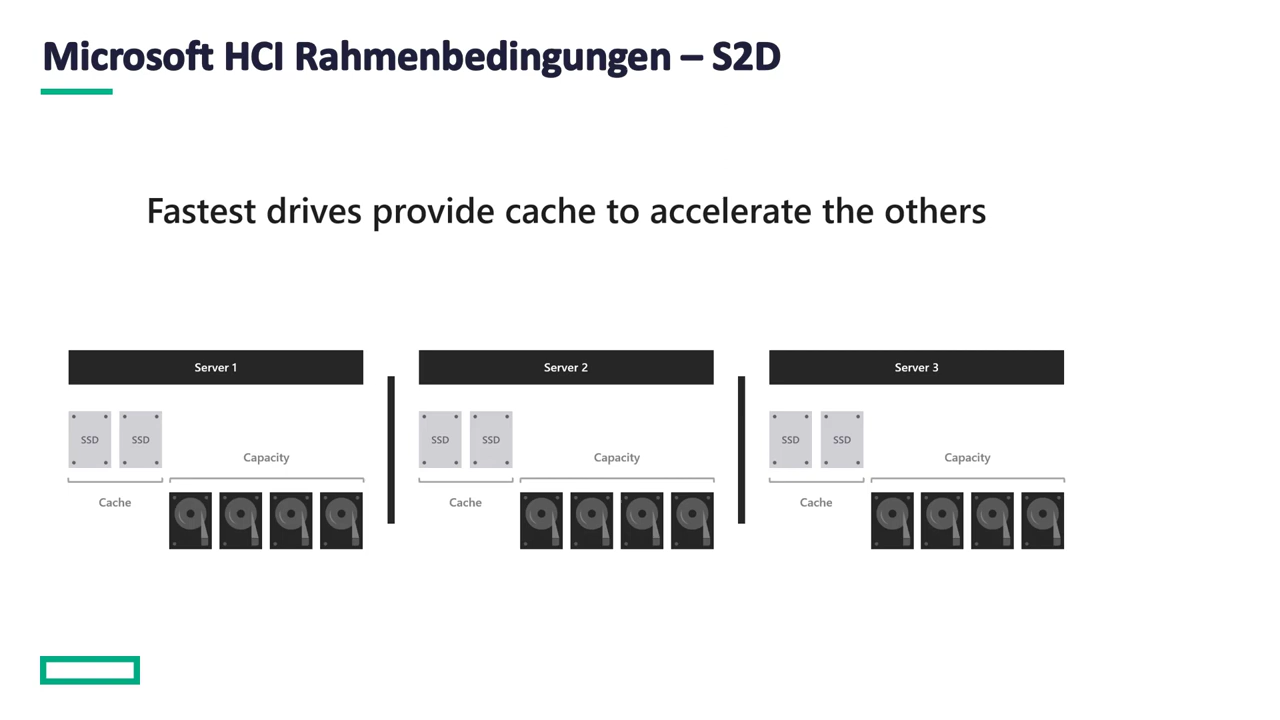 Microsoft HCI Rahmenbedingungen – S2D
Fastest drives provide cache to accelerate the others
Server 1
Server 2
Server 3
SSD SSD
SSD SSD
SSD SSD
Capacity
Capacity
Capacity
Cache
Cache
Cache